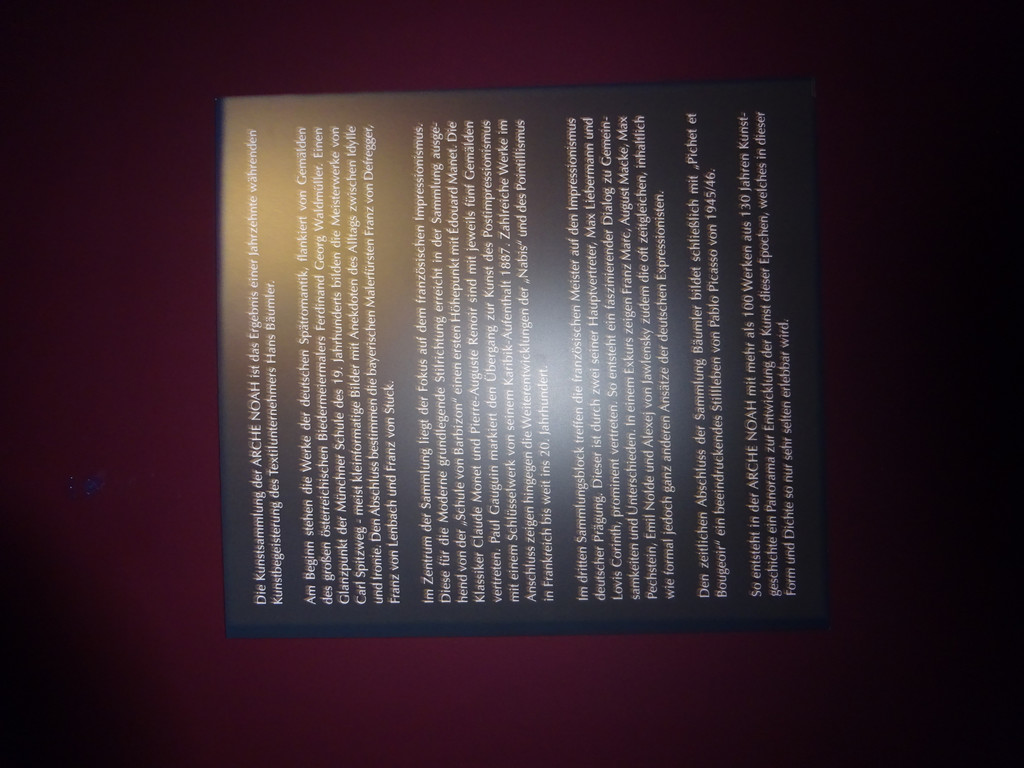 Die Kunstsammlung der ARCHE NOAH ist das Ergebnis einer Jahrzehnte währenden
Kunstbegeisterung des Textilunternehmers Hans Bäumler.
Am Beginn stehen die Werke der deutschen Spätromantik, flankiert von Gemälden
des großen österreichischen Biedermeiermalers Ferdinand Georg Waldmüller. Einen
Glanzpunkt der Münchner Schule des 19. Jahrhunderts bilden die Meisterwerke von
Carl Spitzweg - meist kleinformatige Bilder mit Anekdoten des Alltags zwischen Idylle
und Ironie. Den Abschluss bestimmen die bayerischen Malerfürsten Franz von Defregger,
Franz von Lenbach und Franz von Stuck.
Im Zentrum der Sammlung liegt der Fokus auf dem französischen Impressionismus.
Diese für die Moderne grundlegende Stilrichtung erreicht in der Sammlung ausge-
hend von der „Schule von Barbizon" einen ersten Höhepunkt mit Édouard Manet. Die
Klassiker Claude Monet und Pierre-Auguste Renoir sind mit jeweils fünf Gemälden
vertreten. Paul Gauguin markiert den Übergang zur Kunst des Postimpressionismus
mit einem Schlüsselwerk von seinem Karibik-Aufenthalt 1887. Zahlreiche Werke im
Anschluss zeigen hingegen die Weiterentwicklungen der „Nabis" und des Pointillismus
in Frankreich bis weit ins 20. Jahrhundert.
Im dritten Sammlungsblock treffen die französischen Meister auf den Impressionismus
deutscher Prägung. Dieser ist durch zwei seiner Hauptvertreter, Max Liebermann und
Lovis Corinth, prominent vertreten. So entsteht ein faszinierender Dialog zu Gemein-
samkeiten und Unterschieden. In einem Exkurs zeigen Franz Marc, August Macke, Max
Pechstein, Emil Nolde und Alexej von Jawlensky zudem die oft zeitgleichen, inhaltlich
wie formal jedoch ganz anderen Ansätze der deutschen Expressionisten.
Den zeitlichen Abschluss der Sammlung Bäumler bildet schließlich mit „Pichet et
Bougeoir" ein beeindruckendes Stillleben von Pablo Picasso von 1945/46.
So entsteht in der ARCHE NOAH mit mehr als 100 Werken aus 130 Jahren Kunst-
geschichte ein Panorama zur Entwicklung der Kunst dieser Epochen, welches in dieser
Form und Dichte so nur sehr selten erlebbar wird.